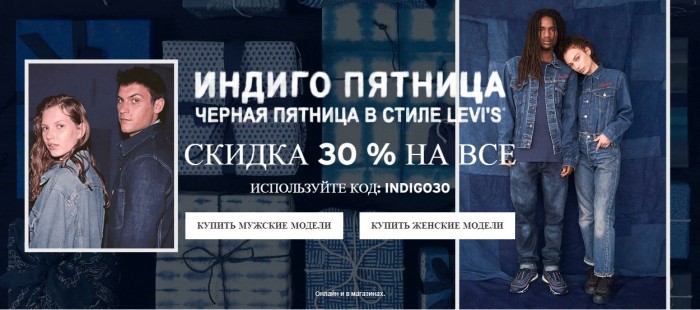 ИНДИГО ПЯТНИЦА
ЧЕРНАЯ ПЯТНИЦА В СТИЛЕ LEVI'S
СКИДКА 30 % НА ВСЕ
ИСПОЛЬЗУЙТЕ КОД: INDIGO30
КУПИТЬ МУЖСКИЕ МОДЕЛИ КУПИТЬ ЖЕНСКИЕ МОДЕЛИ
Онлайн и в магазинах.